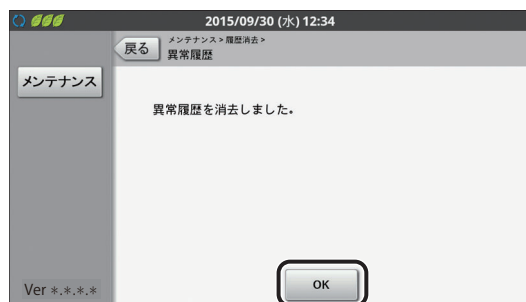 2015/09/30 (水) 12:34
戻る
メンテナンス > 履歴消去 >
異常履歴
メンテナンス
異常履歴を消去しました。
OK
Ver *.*.*.*